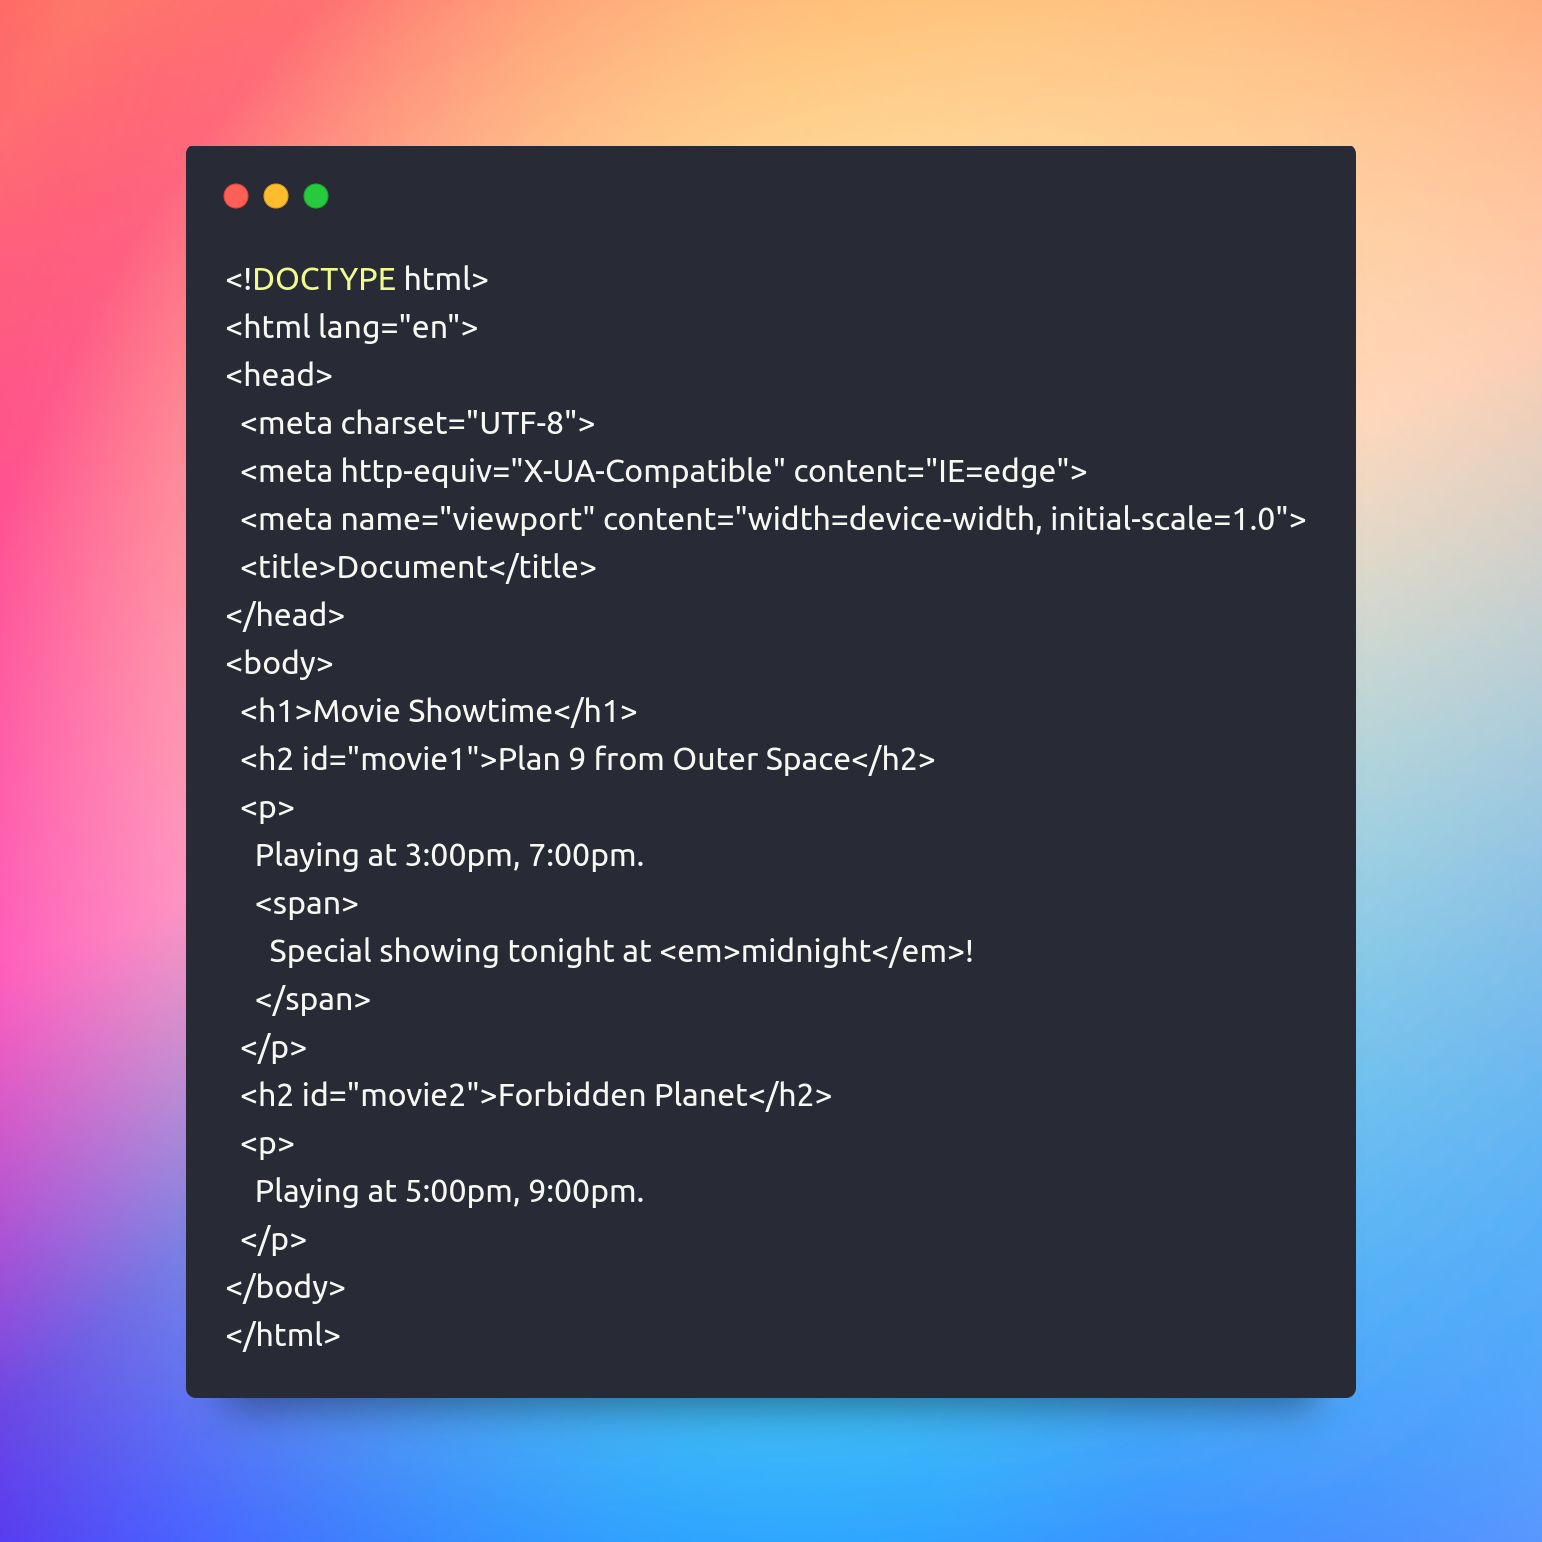 <!DOCTYPE html>
<html lang="en">
<head>
  <meta charset="UTF-8">
  <meta http-equiv="X-UA-Compatible" content="IE=edge">
  <meta name="viewport" content="width=device-width, initial-scale=1.0">
  <title>Document</title>
</head>
<body>
  <h1>Movie Showtime</h1>
  <h2 id="movie1">Plan 9 from Outer Space</h2>
  <p>
    Playing at 3:00pm, 7:00pm.
    <span>
      Special showing tonight at <em>midnight</em>!
    </span>
  </p>
  <h2 id="movie2">Forbidden Planet</h2>
  <p>
    Playing at 5:00pm, 9:00pm.
  </p>
</body>
</html>